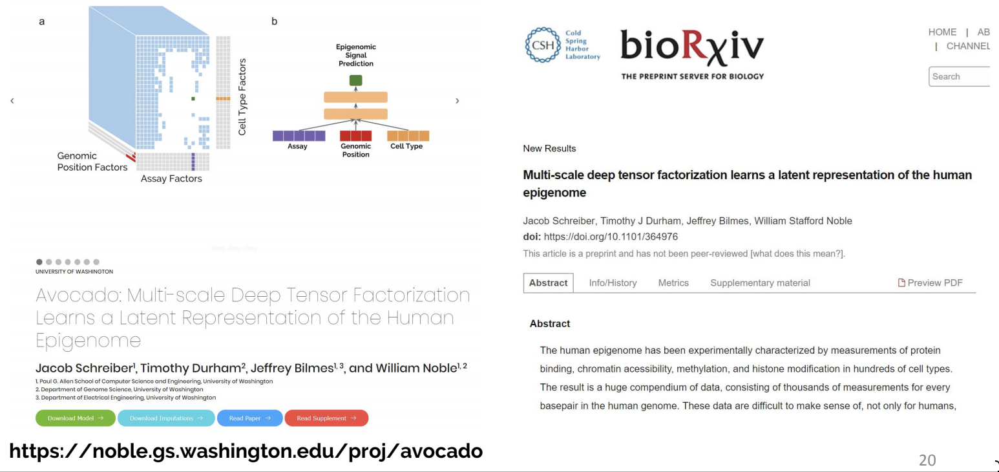 a
b
Epigenomic
Signal
Prediction
Cell Type Factors
Assay
Genomic
Position
Cell Type
Genomic
Position Factors
Assay Factors
‹
›
Deep deep deep
UNIVERSITY OF WASHINGTON
Avocado: Multi-scale Deep Tensor Factorization
Learns a Latent Representation of the Human
Epigenome
Jacob Schreiber¹, Timothy Durham², Jeffrey Bilmes¹,³, and William Noble¹,²
1. Paul G. Allen School of Computer Science and Engineering, University of Washington
2. Department of Genome Science, University of Washington
3. Department of Electrical Engineering, University of Washington
Download Model →
Download Imputations →
Read Paper →
Read Supplement →
https://noble.gs.washington.edu/proj/avocado
CSH
Cold
Spring
Harbor
Laboratory
bioRχiv
THE PREPRINT SERVER FOR BIOLOGY
HOME | AB
| CHANNEL
Search
New Results
Multi-scale deep tensor factorization learns a latent representation of the human
epigenome
Jacob Schreiber, Timothy J Durham, Jeffrey Bilmes, William Stafford Noble
doi: https://doi.org/10.1101/364976
This article is a preprint and has not been peer-reviewed [what does this mean?].
Abstract
Info/History
Metrics
Supplementary material
Preview PDF
Abstract
The human epigenome has been experimentally characterized by measurements of protein
binding, chromatin acessibility, methylation, and histone modification in hundreds of cell types.
The result is a huge compendium of data, consisting of thousands of measurements for every
basepair in the human genome. These data are difficult to make sense of, not only for humans,
20